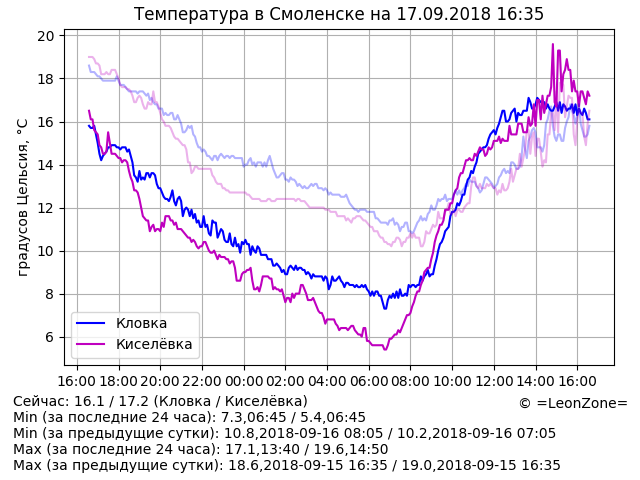 Температура в Смоленске на 17.09.2018 16:35
градусов Цельсия, °C
20
18
16
14
12
10
8
6
Кловка
Киселёвка
16:00 18:00 20:00 22:00 00:00 02:00 04:00 06:00 08:00 10:00 12:00 14:00 16:00
Сейчас: 16.1 / 17.2 (Кловка / Киселёвка)
© =LeonZone=
Min (за последние 24 часа): 7.3,06:45 / 5.4,06:45
Min (за предыдущие сутки): 10.8,2018-09-16 08:05 / 10.2,2018-09-16 07:05
Max (за последние 24 часа): 17.1,13:40 / 19.6,14:50
Max (за предыдущие сутки): 18.6,2018-09-15 16:35 / 19.0,2018-09-15 16:35